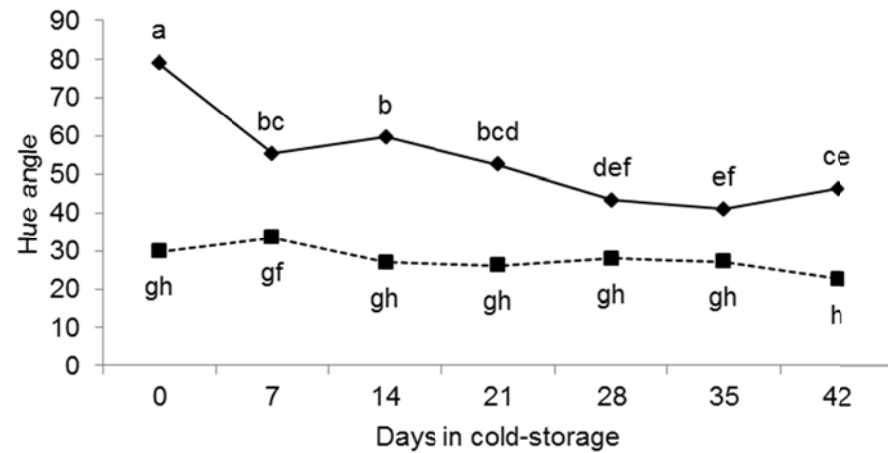 90
80
70
60
50
40
30
20
10
0
Hue angle
a
bc
b
bcd
def
ef
ce
gh
gf
gh
gh
gh
gh
h
0 7 14 21 28 35 42
Days in cold-storage